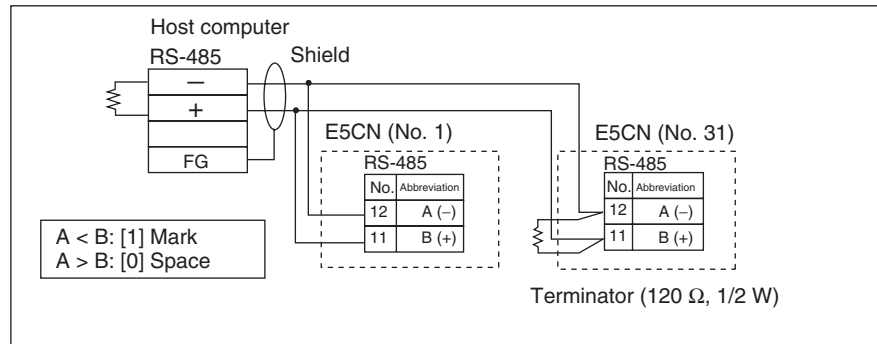 Host computer
RS-485
Shield
−
+
FG
E5CN (No. 1)
RS-485
No. Abbreviation
12 A (−)
11 B (+)
E5CN (No. 31)
RS-485
No. Abbreviation
12 A (−)
11 B (+)
A < B: [1] Mark
A > B: [0] Space
Terminator (120 Ω, 1/2 W)